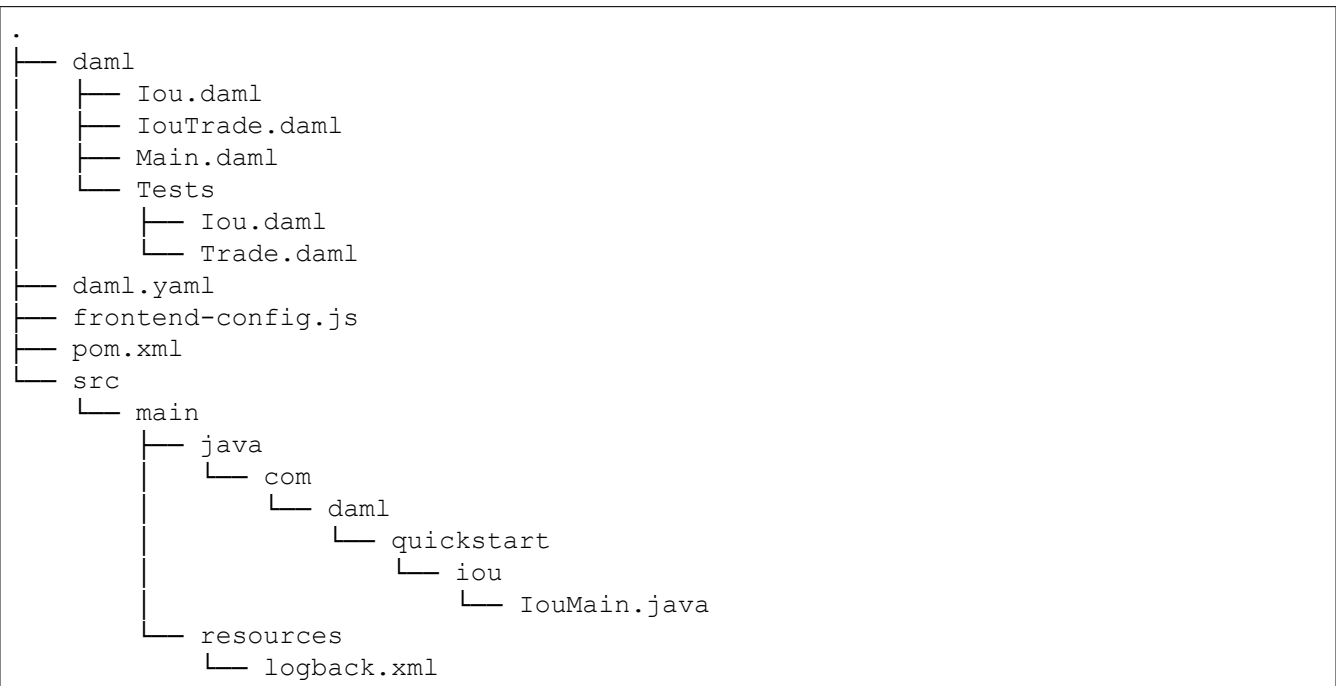 .
├── daml
│   ├── Iou.daml
│   ├── IouTrade.daml
│   ├── Main.daml
│   └── Tests
│       ├── Iou.daml
│       └── Trade.daml
├── daml.yaml
├── frontend-config.js
├── pom.xml
└── src
    └── main
        ├── java
        │   └── com
        │       └── daml
        │           └── quickstart
        │               └── iou
        │                   └── IouMain.java
        └── resources
            └── logback.xml